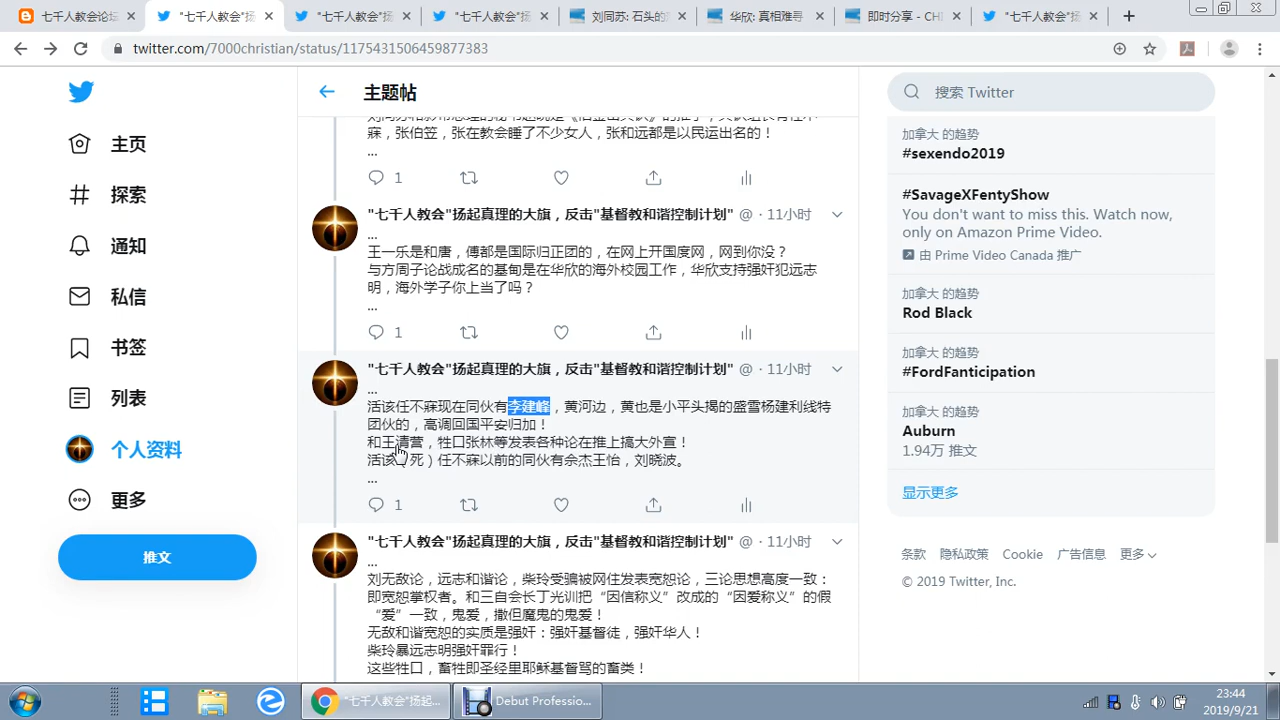 七千人教会论坛
"七千人教会"扬
"七千人教会"扬
"七千人教会"扬
刘同苏: 石头的
华欣: 真相难寻
即时分享 - CH
"七千人教会"扬
twitter.com/7000christian/status/1175431506459877383
主页
探索
通知
私信
书签
列表
个人资料
更多
推文
主题帖
寐，张伯笠，张在教会睡了不少女人，张和远都是以民运出名的！
...
1
"七千人教会"扬起真理的大旗，反击"基督教和谐控制计划" @ · 11小时
...
王一乐是和唐，傅都是国际归正团的，在网上开国度网，网到你没？
与方周子论战成名的基甸是在华欣的海外校园工作，华欣支持强奸犯远志
明，海外学子你上当了吗？
...
1
"七千人教会"扬起真理的大旗，反击"基督教和谐控制计划" @ · 11小时
...
活该任不寐现在同伙有李建峰，黄河边，黄也是小平头揭的盛雪杨建利线特
团伙的，高调回国平安归加！
和王清营，牲口张林等发表各种论在推上搞大外宣！
活该（死）任不寐以前的同伙有余杰王怡，刘晓波。
...
1
"七千人教会"扬起真理的大旗，反击"基督教和谐控制计划" @ · 11小时
...
刘无敌论，远志和谐论，柴玲受骗被网住发表宽恕论，三论思想高度一致：
即宽恕掌权者。和三自会长丁光训把“因信称义”改成的“因爱称义”的假
“爱”一致，鬼爱，撒但魔鬼的鬼爱！
无敌和谐宽恕的实质是强奸：强奸基督徒，强奸华人！
柴玲暴远志明强奸罪行！
这些牲口，畜牲即圣经里耶稣基督骂的畜类！
搜索 Twitter
加拿大 的趋势
#sexendo2019
#SavageXFentyShow
You don't want to miss this. Watch now,
only on Amazon Prime Video.
由 Prime Video Canada 推广
加拿大 的趋势
Rod Black
加拿大 的趋势
#FordFanticipation
加拿大 的趋势
Auburn
1.94万 推文
显示更多
条款 隐私政策 Cookie 广告信息 更多
© 2019 Twitter, Inc.
"七千人教会"扬起...
Debut Professio...
23:44
2019/9/21